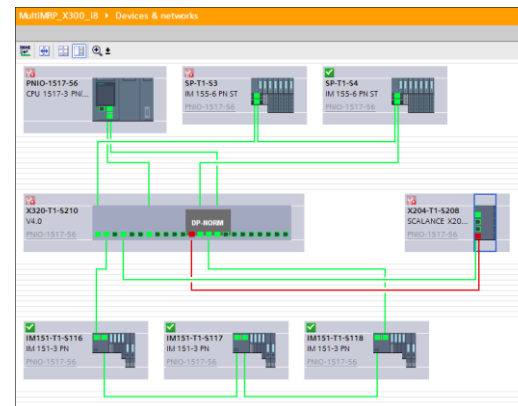 MultiMRP_X300_i8 ▸ Devices & networks
PNIO-1517-56
CPU 1517-3 PNI...
SP-T1-S3
IM 155-6 PN ST
PNIO-1517-56
SP-T1-S4
IM 155-6 PN ST
PNIO-1517-56
X320-T1-S210
V4.0
PNIO-1517-56
DP-NORM
X204-T1-S208
SCALANCE X20...
PNIO-1517-56
IM151-T1-S116
IM 151-3 PN
PNIO-1517-56
IM151-T1-S117
IM 151-3 PN
PNIO-1517-56
IM151-T1-S118
IM 151-3 PN
PNIO-1517-56